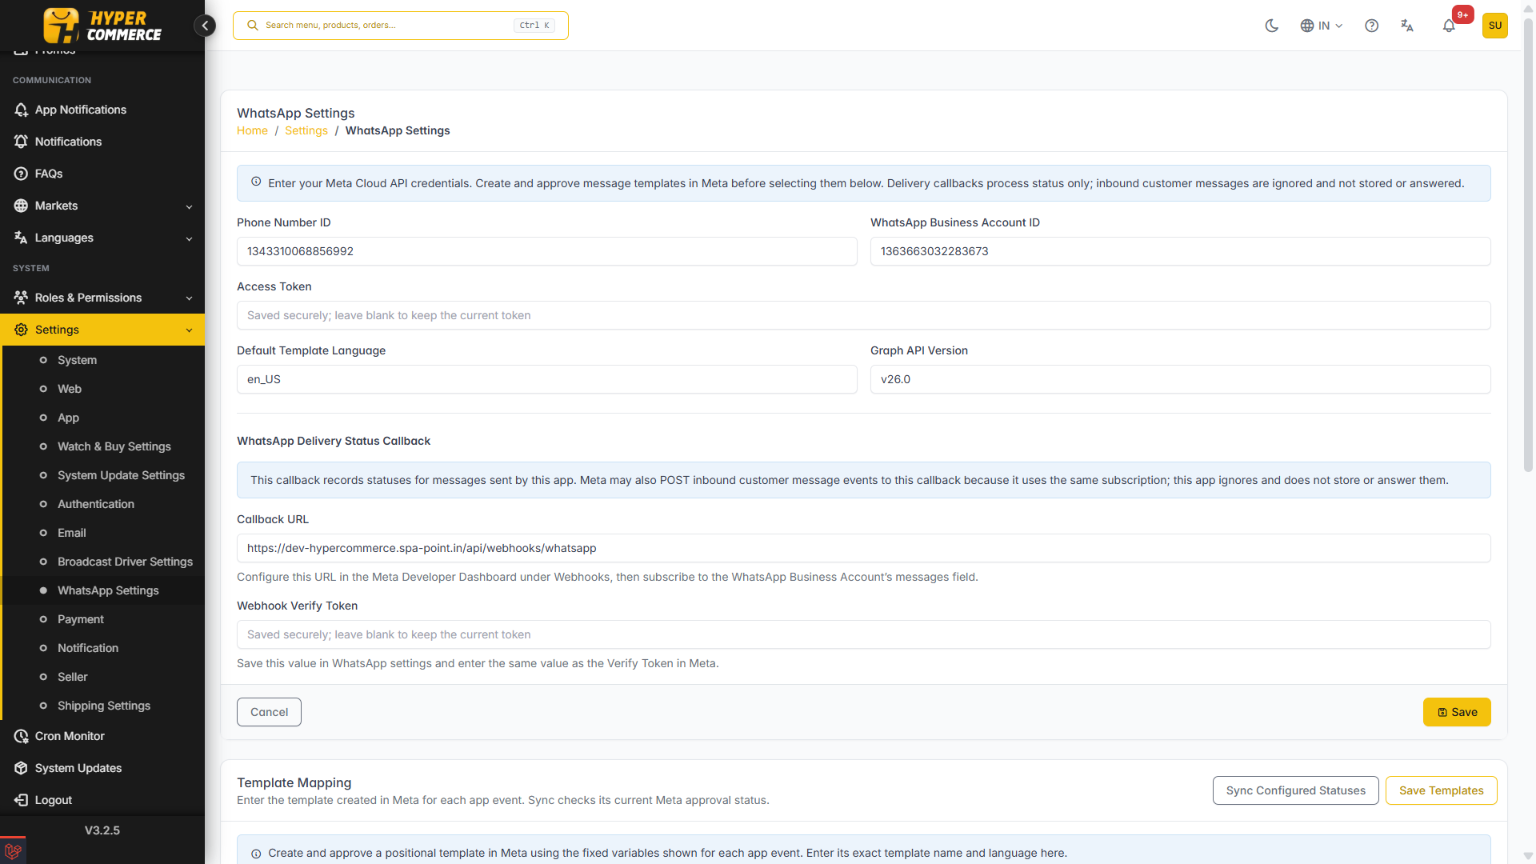 HYPER
COMMERCE
Search menu, products, orders...
Ctrl K
IN
9+
SU
Promos
COMMUNICATION
App Notifications
Notifications
FAQs
Markets
Languages
SYSTEM
Roles & Permissions
Settings
System
Web
App
Watch & Buy Settings
System Update Settings
Authentication
Email
Broadcast Driver Settings
WhatsApp Settings
Payment
Notification
Seller
Shipping Settings
Cron Monitor
System Updates
Logout
V3.2.5
WhatsApp Settings
Home / Settings / WhatsApp Settings
Enter your Meta Cloud API credentials. Create and approve message templates in Meta before selecting them below. Delivery callbacks process status only; inbound customer messages are ignored and not stored or answered.
Phone Number ID
1343310068856992
WhatsApp Business Account ID
1363663032283673
Access Token
Saved securely; leave blank to keep the current token
Default Template Language
en_US
Graph API Version
v26.0
WhatsApp Delivery Status Callback
This callback records statuses for messages sent by this app. Meta may also POST inbound customer message events to this callback because it uses the same subscription; this app ignores and does not store or answer them.
Callback URL
https://dev-hypercommerce.spa-point.in/api/webhooks/whatsapp
Configure this URL in the Meta Developer Dashboard under Webhooks, then subscribe to the WhatsApp Business Account's messages field.
Webhook Verify Token
Saved securely; leave blank to keep the current token
Save this value in WhatsApp settings and enter the same value as the Verify Token in Meta.
Cancel
Save
Template Mapping
Enter the template created in Meta for each app event. Sync checks its current Meta approval status.
Sync Configured Statuses
Save Templates
Create and approve a positional template in Meta using the fixed variables shown for each app event. Enter its exact template name and language here.